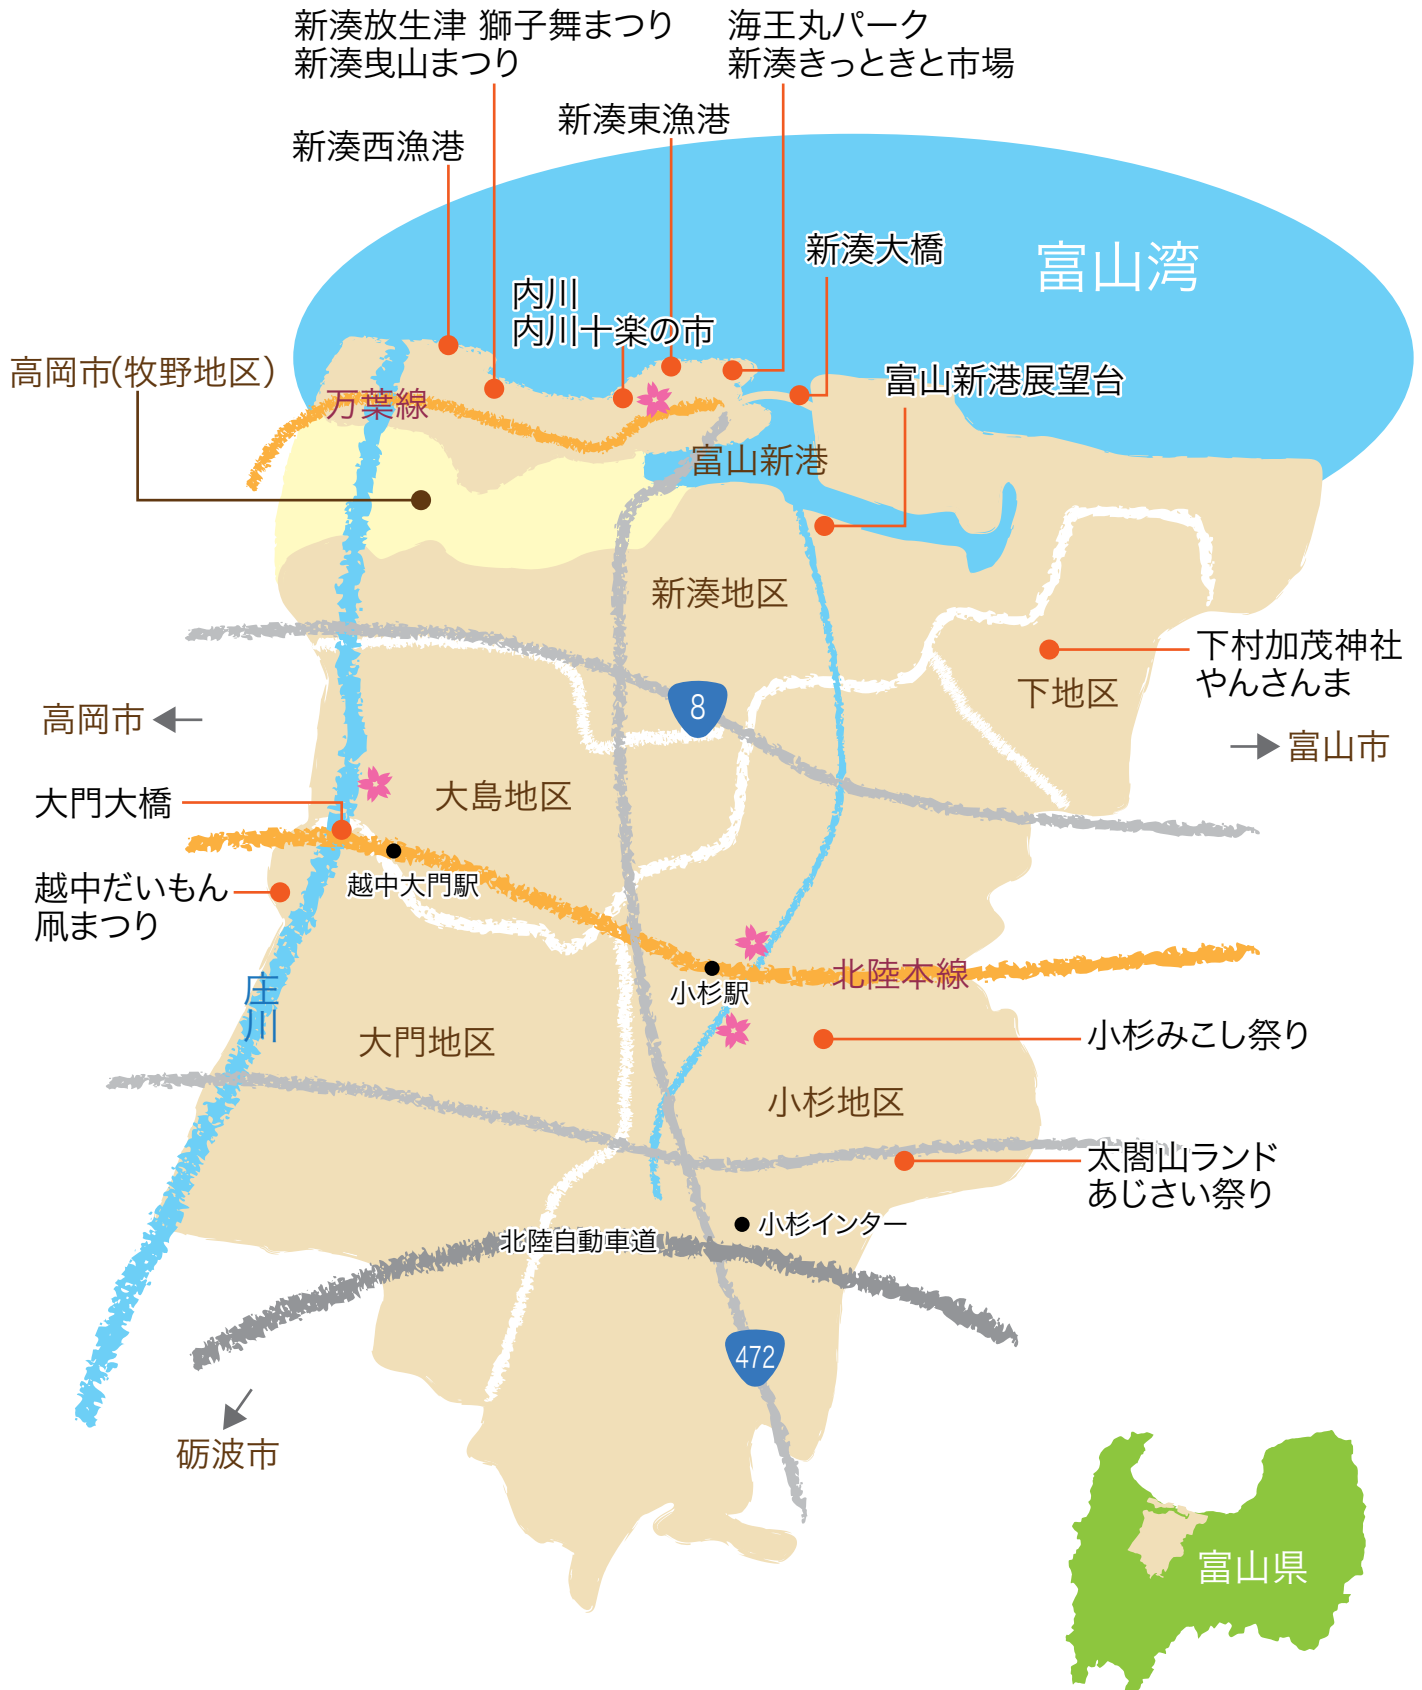 新湊放生津 獅子舞まつり
新湊曳山まつり
海王丸パーク
新湊きっときと市場
新湊東漁港
新湊西漁港
新湊大橋
富山湾
内川
内川十楽の市
高岡市(牧野地区)
富山新港展望台
万葉線
富山新港
新湊地区
下村加茂神社
やんさんま
下地区
高岡市
8
富山市
大島地区
大門大橋
越中大門駅
越中だいもん
凧まつり
北陸本線
小杉駅
庄川
大門地区
小杉みこし祭り
小杉地区
太閤山ランド
あじさい祭り
小杉インター
北陸自動車道
472
砺波市
富山県